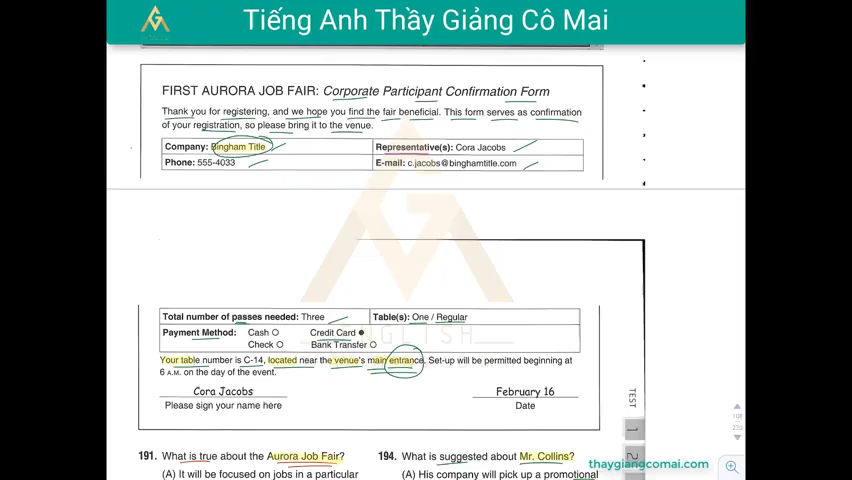 Tiếng Anh Thầy Giảng Cô Mai
FIRST AURORA JOB FAIR: Corporate Participant Confirmation Form
Thank you for registering, and we hope you find the fair beneficial. This form serves as confirmation
of your registration, so please bring it to the venue.
Company: Bingham Title
Representative(s): Cora Jacobs
Phone: 555-4033
E-mail: c.jacobs@binghamtitle.com
Total number of passes needed: Three
Table(s): One / Regular
Payment Method: Cash
Credit Card
Check
Bank Transfer
ENGLISH
Your table number is C-14, located near the venue's main entrance. Set-up will be permitted beginning at
6 A.M. on the day of the event.
Cora Jacobs
February 16
Please sign your name here
Date
TEST
1
2
191. What is true about the Aurora Job Fair?
(A) It will be focused on jobs in a particular
194. What is suggested about Mr. Collins?
(A) His company will pick up a promotional
thaygiangcomai.com